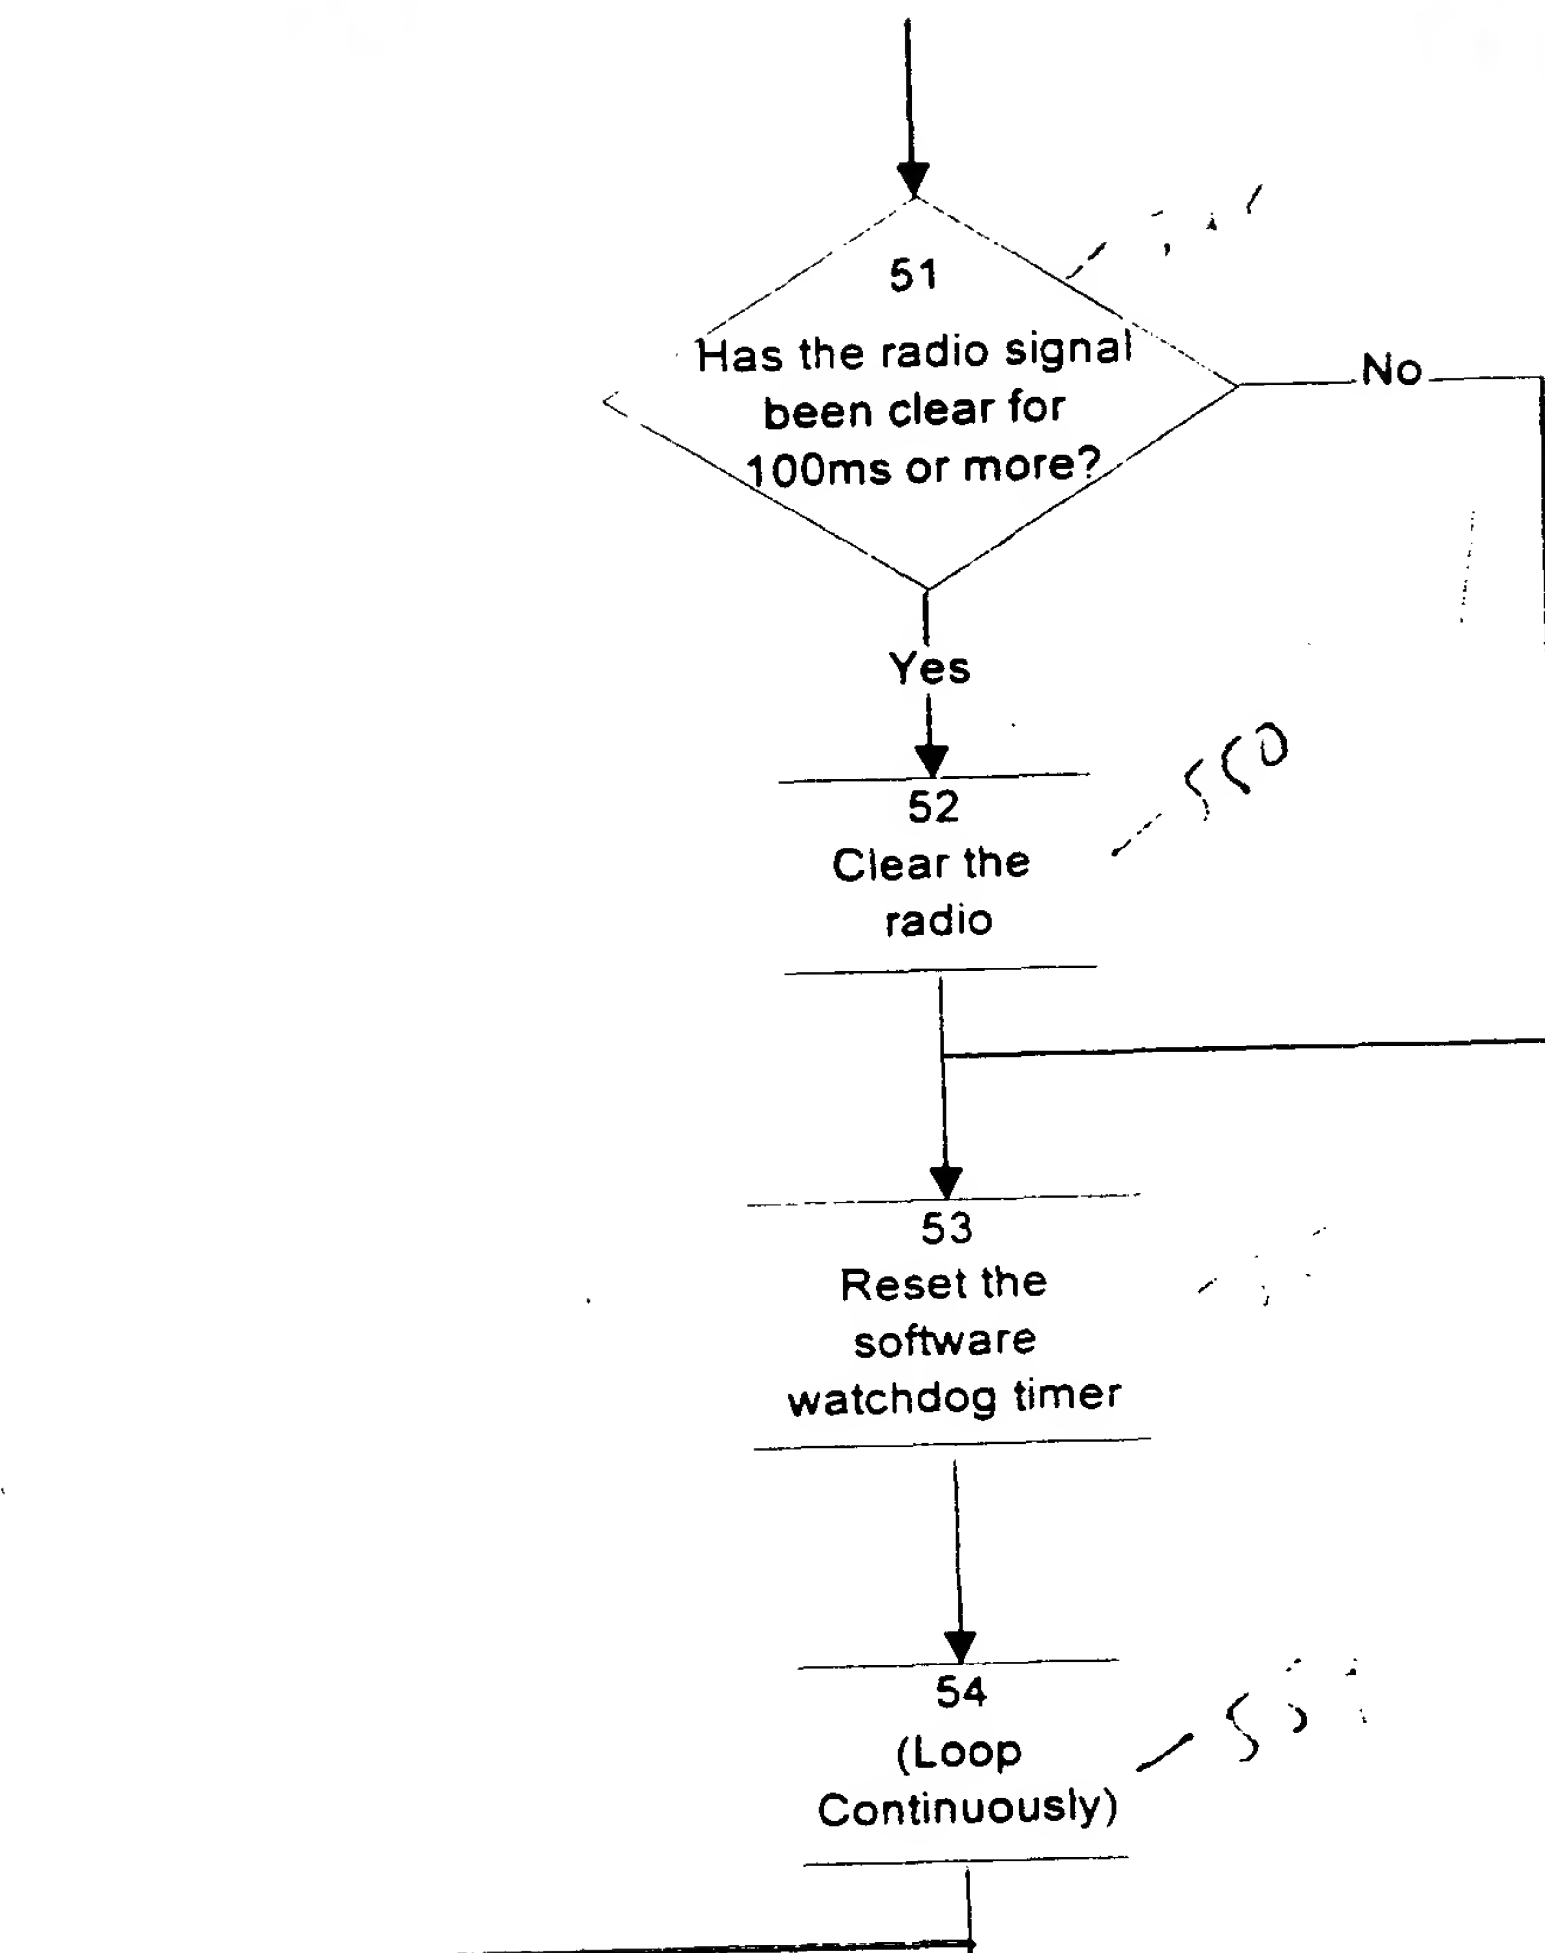 51
Has the radio signal
been clear for
100ms or more?
No
Yes
550
52
Clear the
radio
53
Reset the
software
watchdog timer
54
(Loop
Continuously)